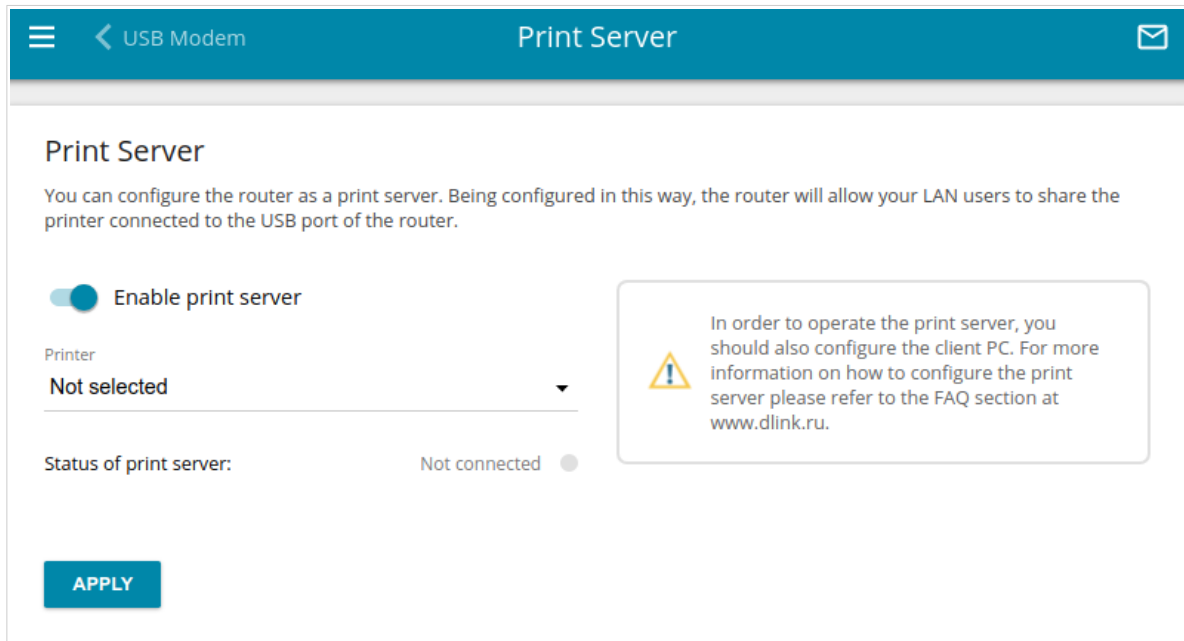 USB Modem
Print Server
Print Server
You can configure the router as a print server. Being configured in this way, the router will allow your LAN users to share the
printer connected to the USB port of the router.
Enable print server
Printer
Not selected
Status of print server:
Not connected
In order to operate the print server, you
should also configure the client PC. For more
information on how to configure the print
server please refer to the FAQ section at
www.dlink.ru.
APPLY